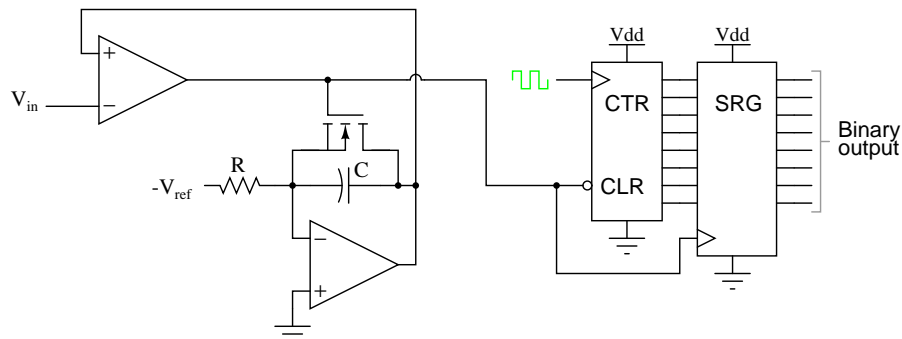 Vdd
Vdd
+
V_in
−
CTR
SRG
Binary
output
R
C
-V_ref
CLR
−
+